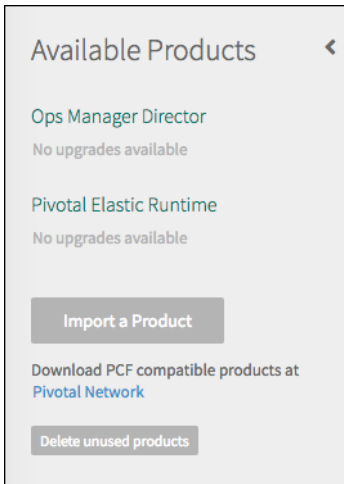 Available Products
Ops Manager Director
No upgrades available
Pivotal Elastic Runtime
No upgrades available
Import a Product
Download PCF compatible products at
Pivotal Network
Delete unused products